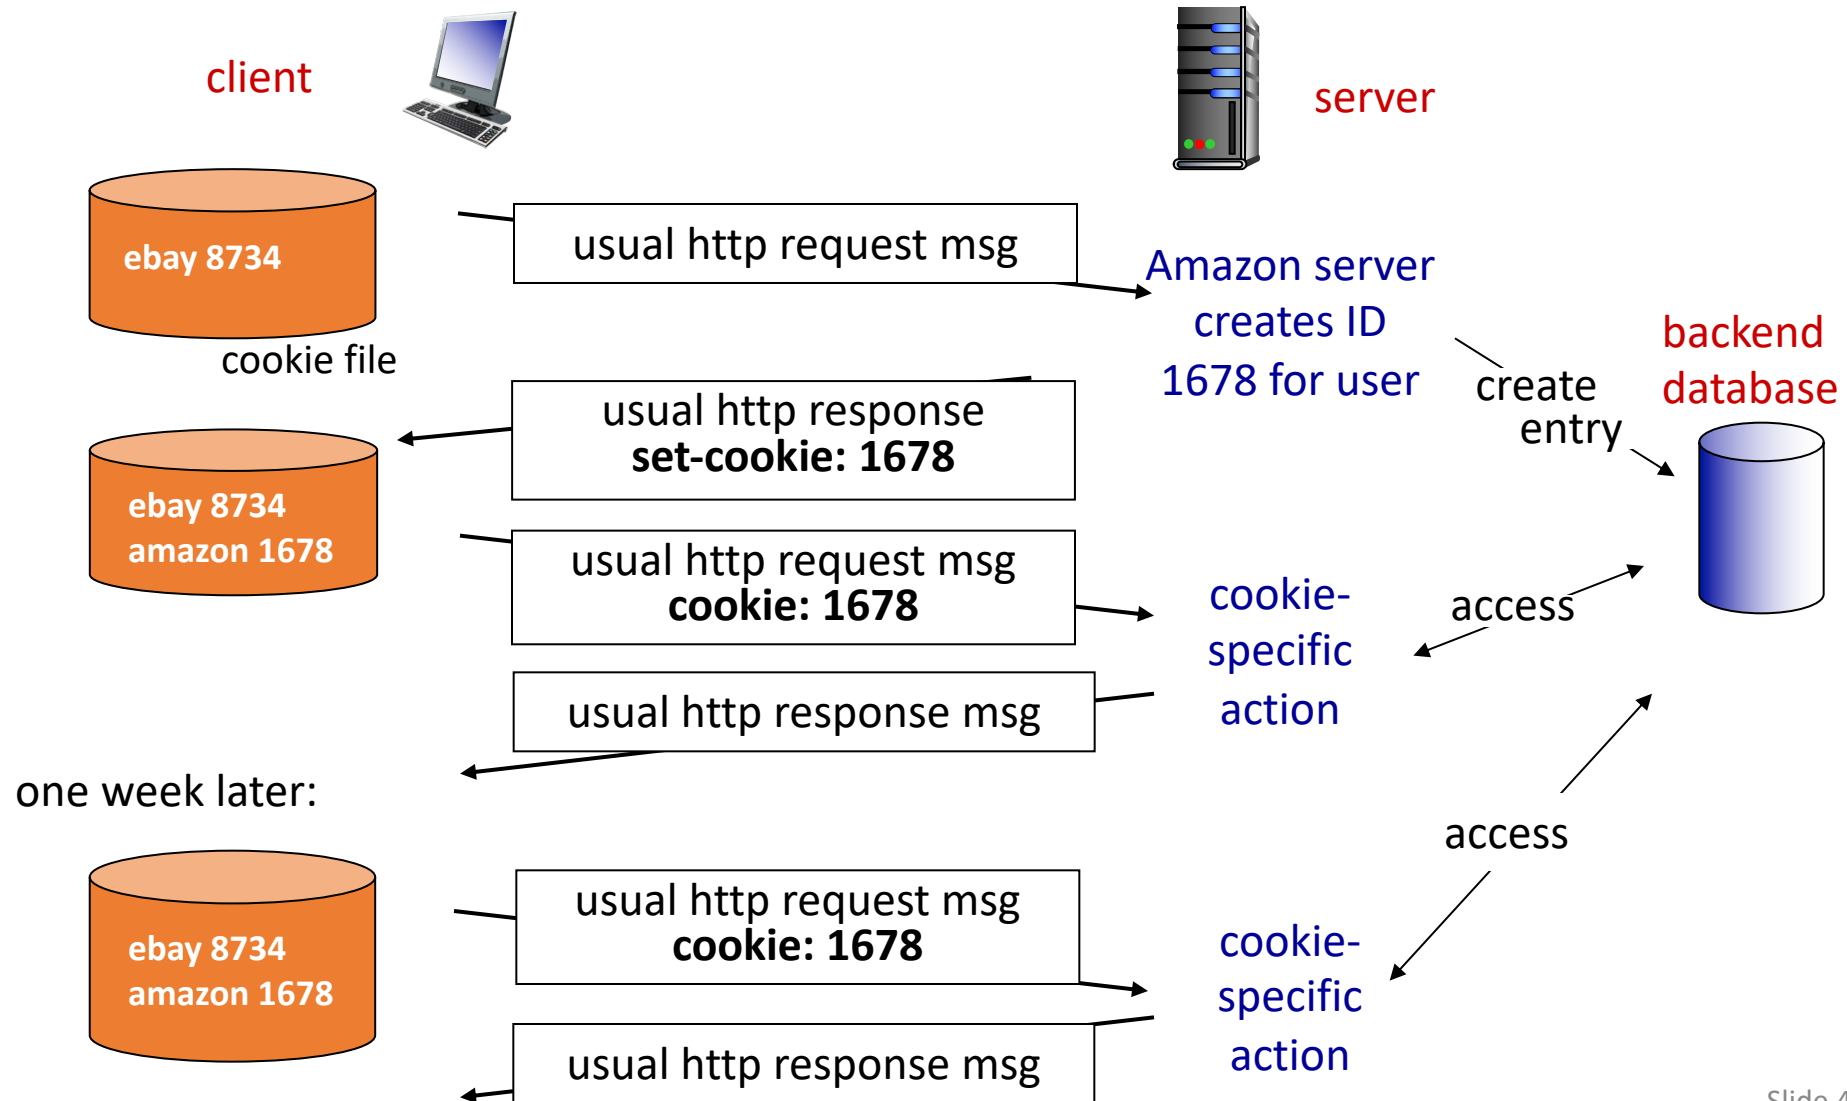 client
server
ebay 8734
cookie file
usual http request msg
Amazon server
creates ID
1678 for user
create
entry
backend
database
usual http response
set-cookie: 1678
ebay 8734
amazon 1678
usual http request msg
cookie: 1678
cookie-
specific
action
access
usual http response msg
one week later:
access
ebay 8734
amazon 1678
usual http request msg
cookie: 1678
cookie-
specific
action
usual http response msg
Slide